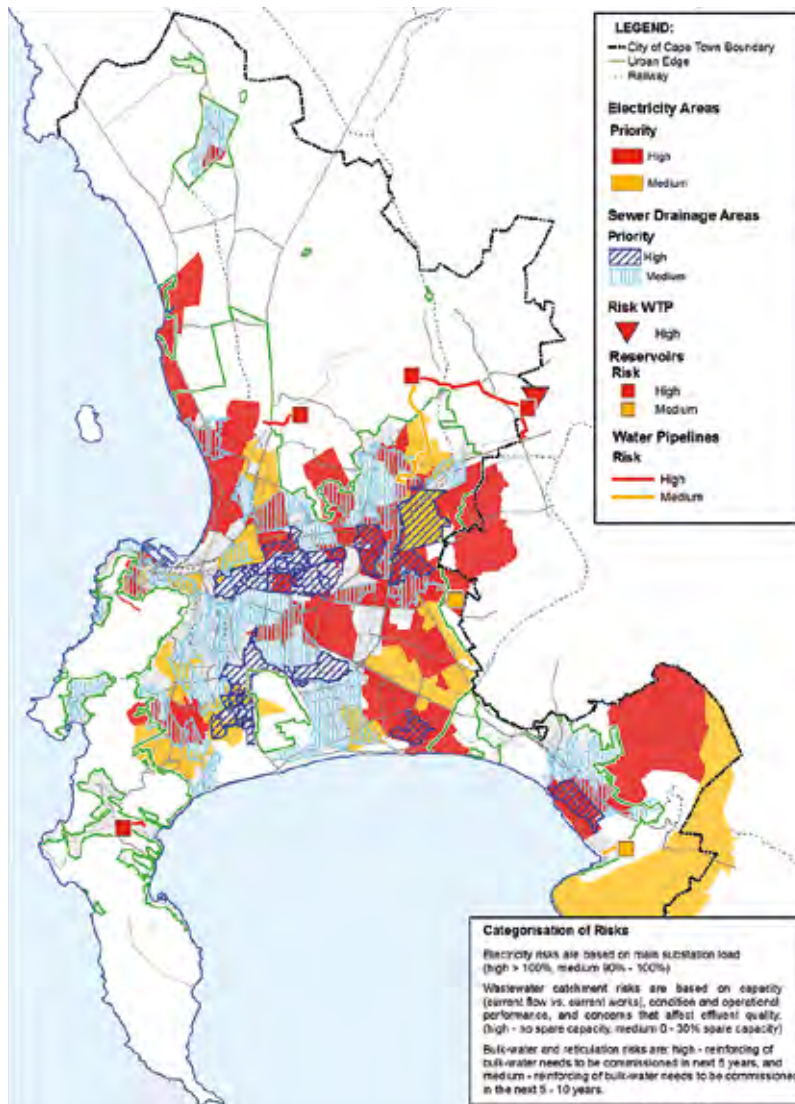 LEGEND:
City of Cape Town Boundary
Urban Edge
Railway
Electricity Areas
Priority
High
Medium
Sewer Drainage Areas
Priority
High
Medium
Risk WTP
High
Reservoirs
Risk
High
Medium
Water Pipelines
Risk
High
Medium
Categorisation of Risks
Electricity risks are based on main substation load
(high > 100%, medium 90% - 100%)
Wastewater catchment risks are based on capacity
(current flow vs. current works), condition and operational
performance, and concerns that affect effluent quality.
(high - no spare capacity, medium 0 - 30% spare capacity)
Bulk-water and reticulation risks are: high - reinforcing of
bulk-water needs to be commissioned in next 5 years, and
medium - reinforcing of bulk-water needs to be commissioned
in the next 5 - 10 years.